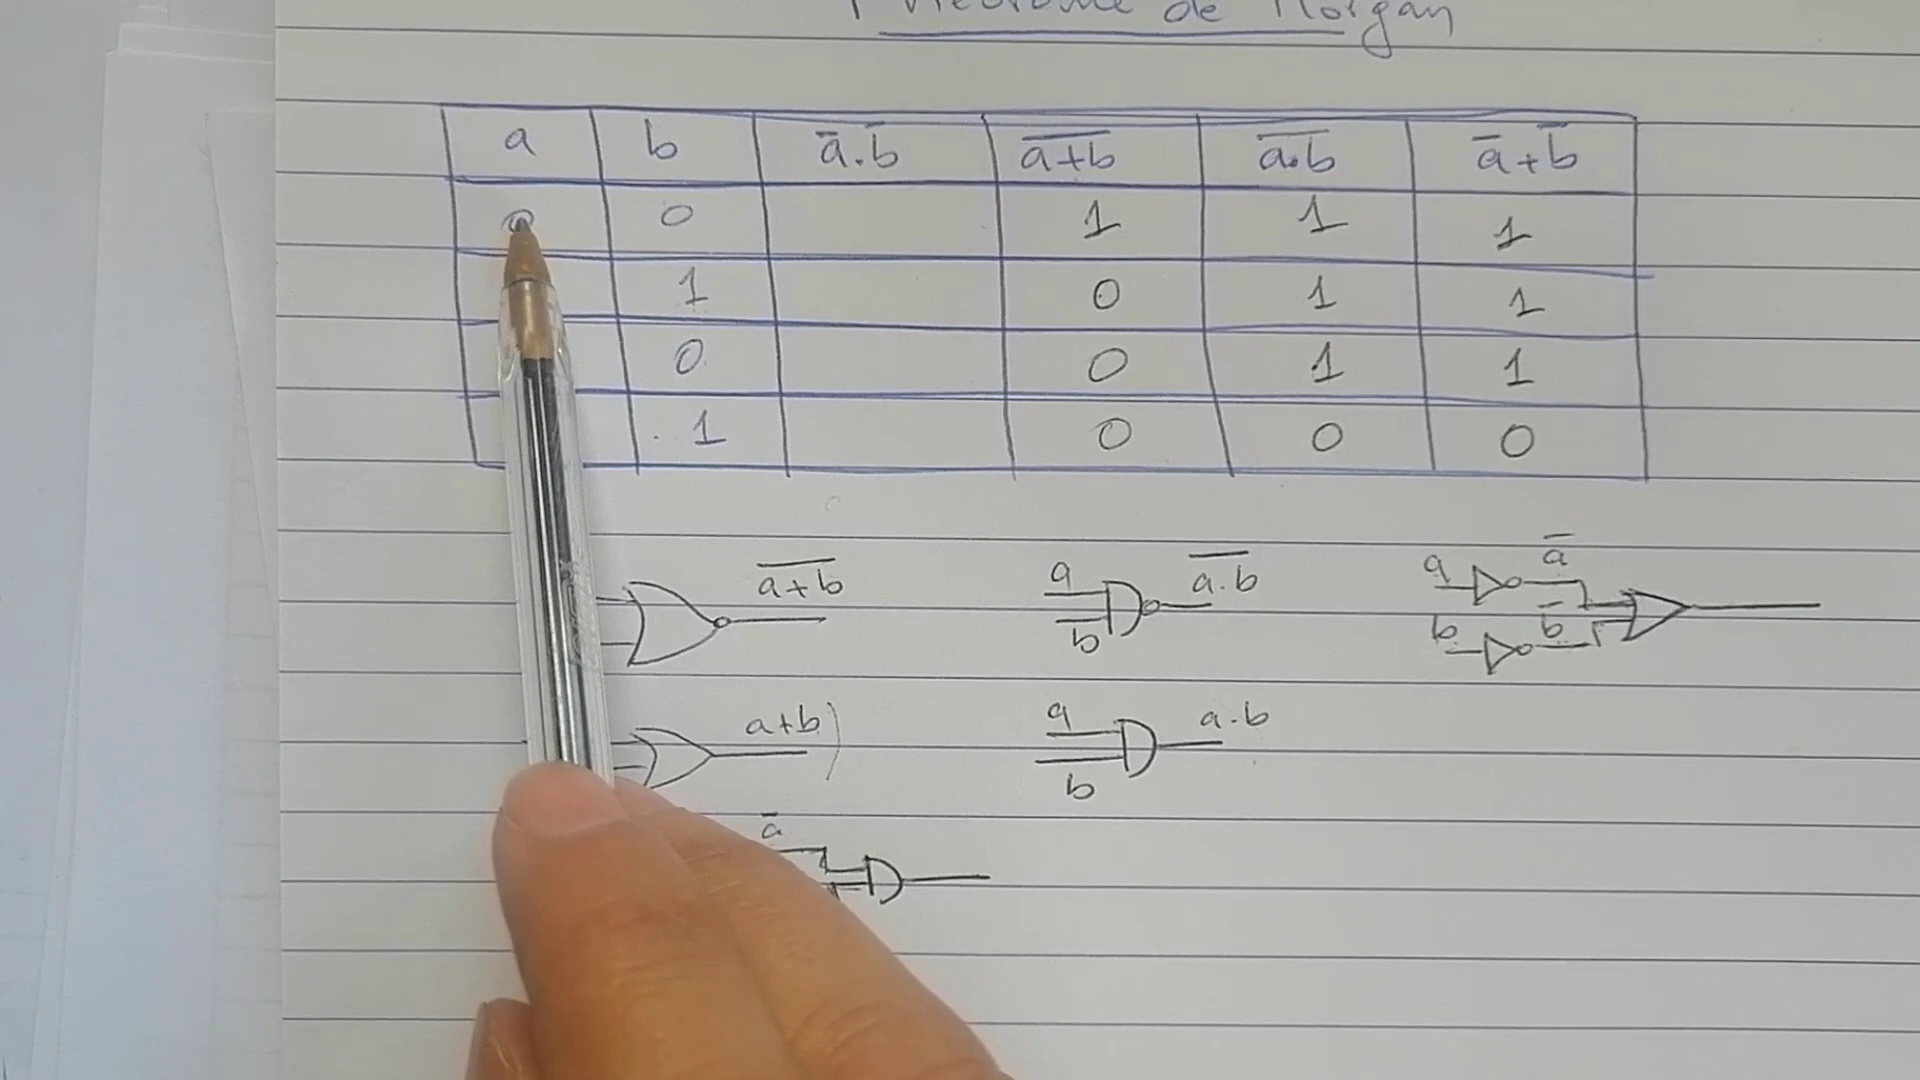 Théorème de Morgan
a b a̅.b̅ a̅+̅b̅ a̅.̅b̅ a̅+b̅
0 0 1 1 1
1 0 1 1
0 0 1 1
1 0 0 0
a̅+̅b̅
a
b
a̅.̅b̅
a a̅
b b̅
a+b
a
b
a.b
a̅